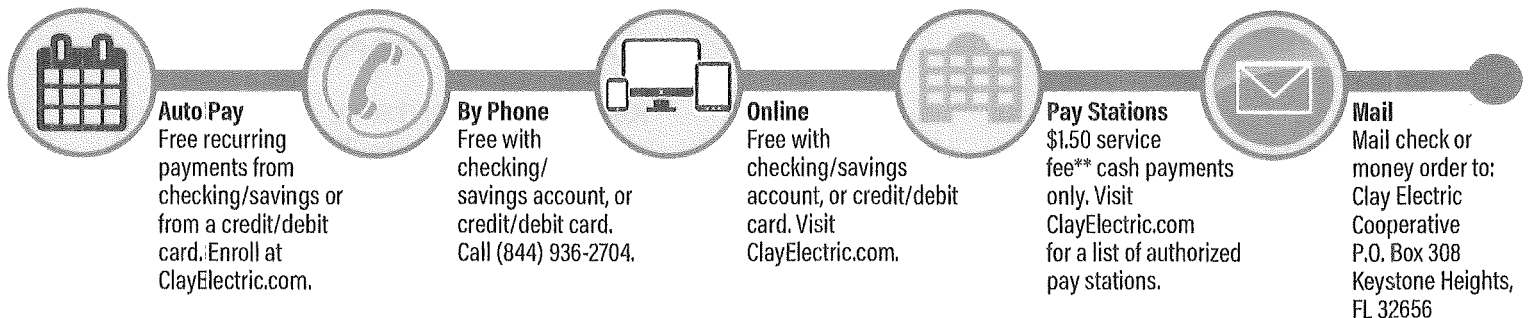 Auto Pay
Free recurring
payments from
checking/savings or
from a credit/debit
card. Enroll at
ClayElectric.com.
By Phone
Free with
checking/
savings account, or
credit/debit card.
Call (844) 936-2704.
Online
Free with
checking/savings
account, or credit/debit
card. Visit
ClayElectric.com.
Pay Stations
$1.50 service
fee** cash payments
only. Visit
ClayElectric.com
for a list of authorized
pay stations.
Mail
Mail check or
money order to:
Clay Electric
Cooperative
P.O. Box 308
Keystone Heights,
FL 32656